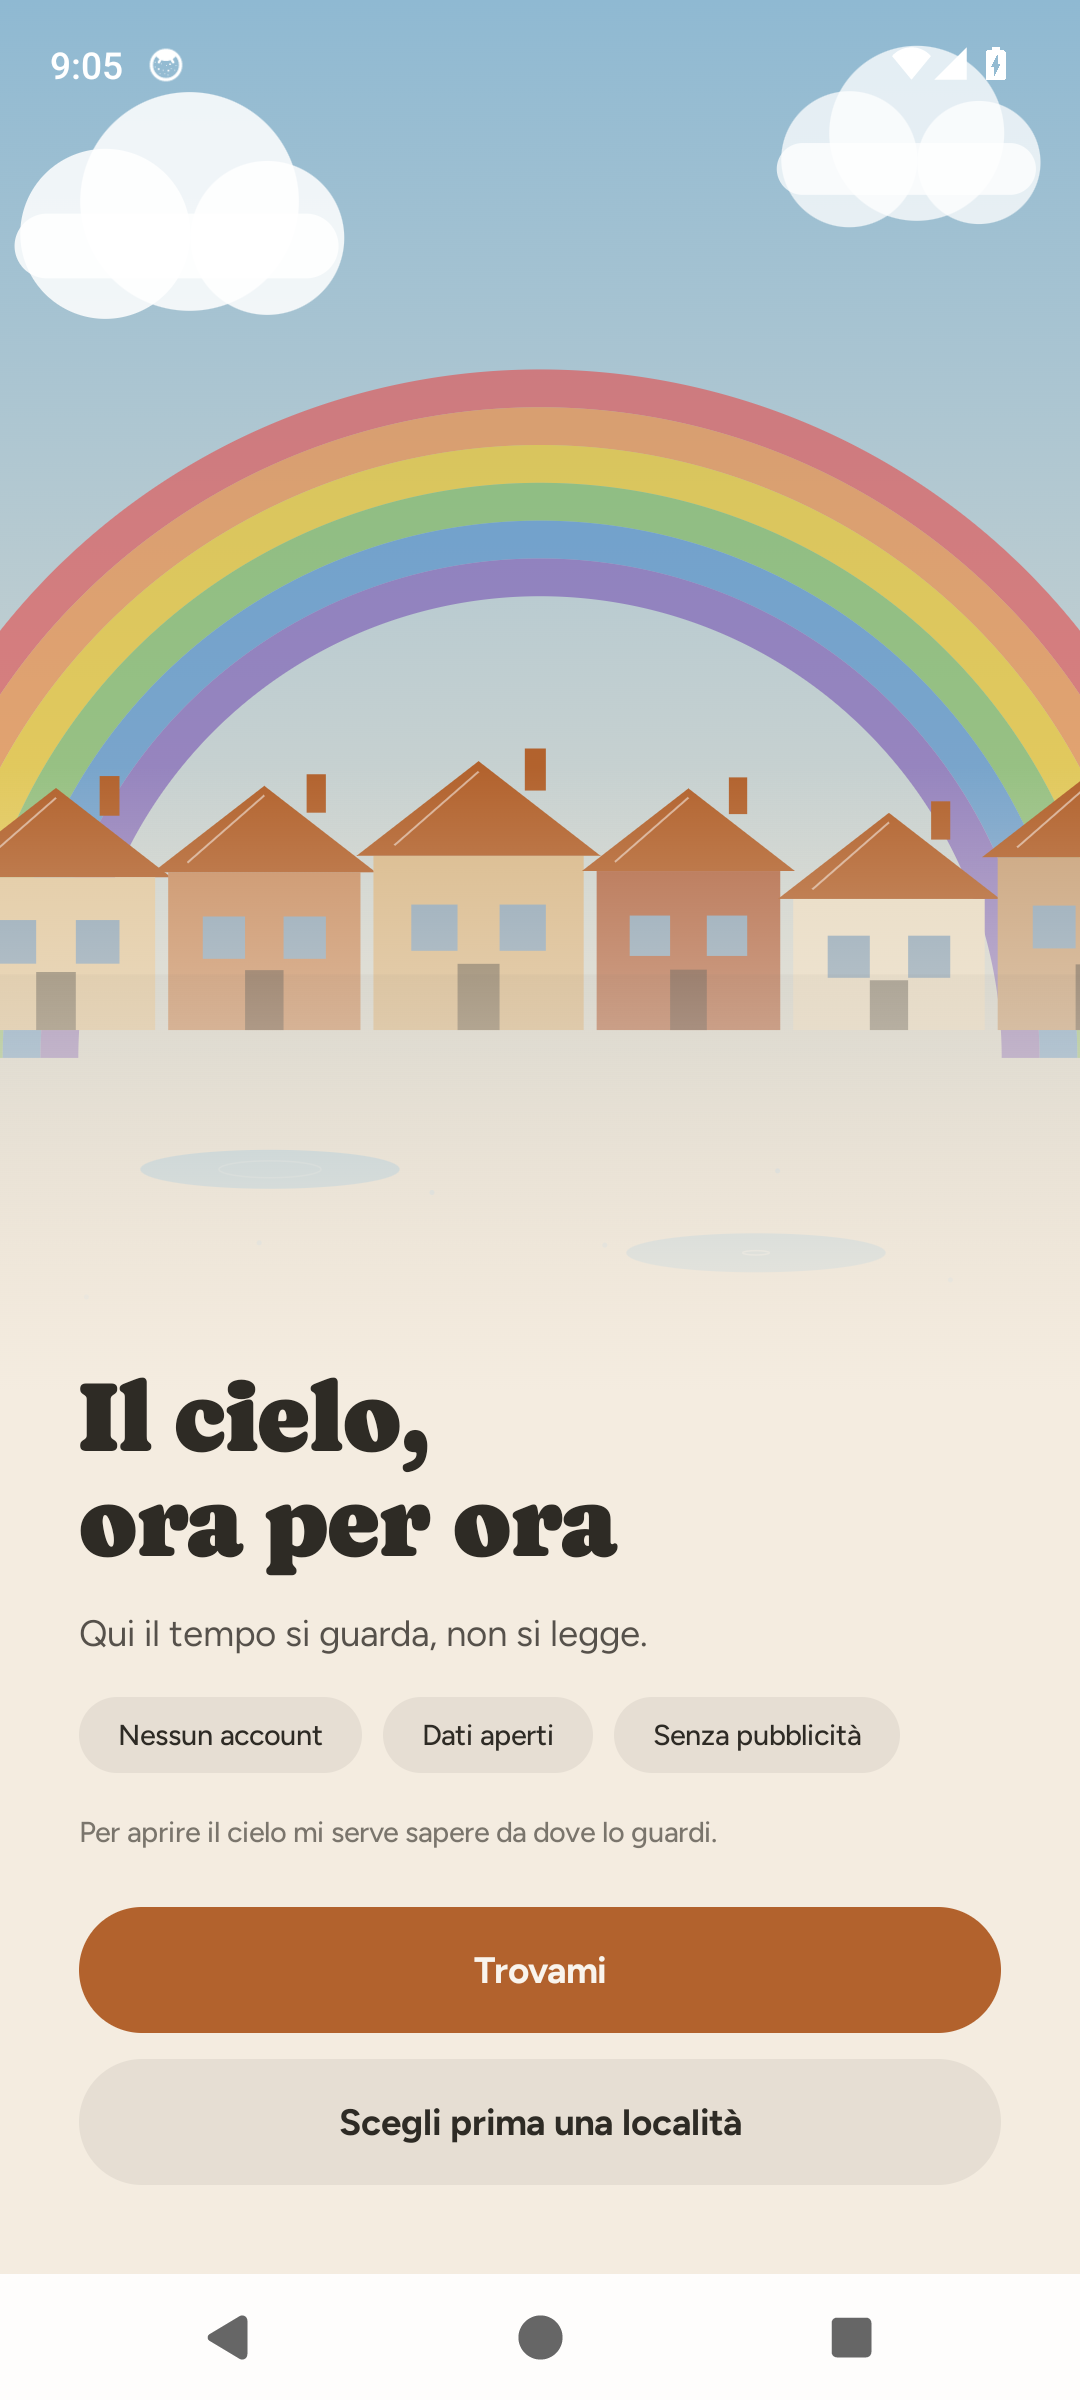 9:05
Il cielo,
ora per ora
Qui il tempo si guarda, non si legge.
Nessun account
Dati aperti
Senza pubblicità
Per aprire il cielo mi serve sapere da dove lo guardi.
Trovami
Scegli prima una località